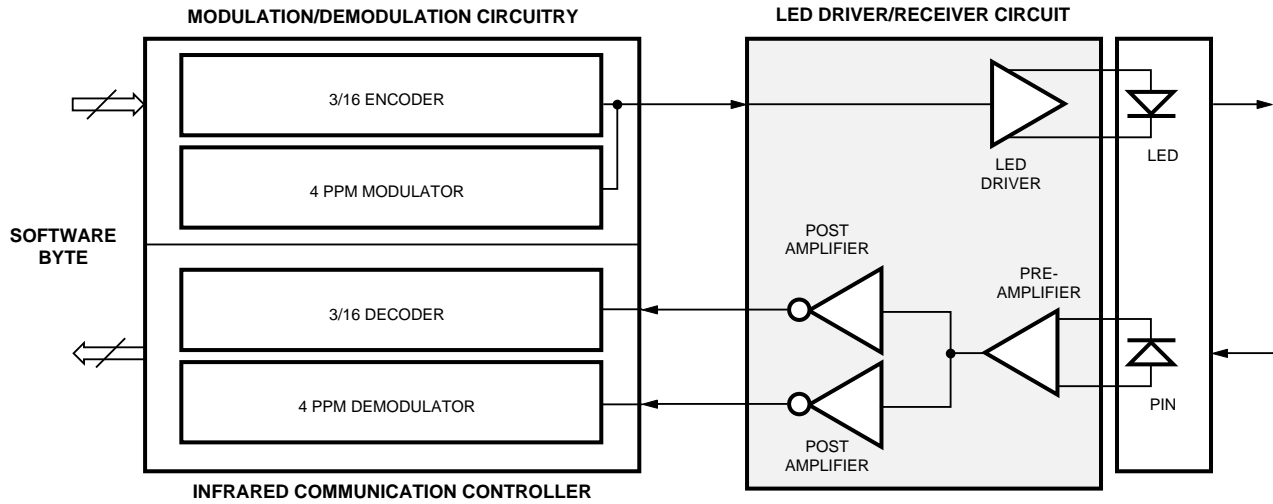 MODULATION/DEMODULATION CIRCUITRY
LED DRIVER/RECEIVER CIRCUIT
3/16 ENCODER
4 PPM MODULATOR
LED
DRIVER
LED
SOFTWARE
BYTE
POST
AMPLIFIER
PRE-
AMPLIFIER
3/16 DECODER
4 PPM DEMODULATOR
PIN
POST
AMPLIFIER
INFRARED COMMUNICATION CONTROLLER